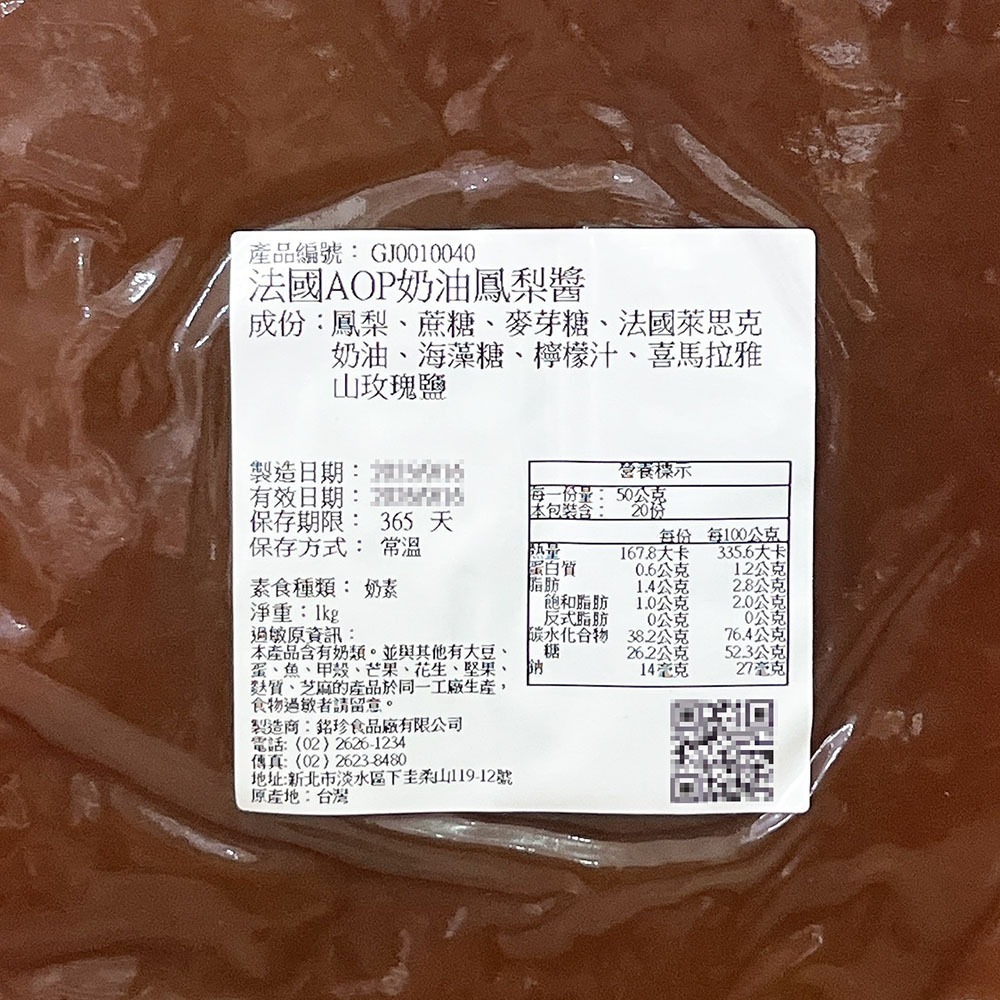 產品編號： GJ0010040
法國AOP奶油鳳梨醬
成份：鳳梨、蔗糖、麥芽糖、法國萊思克
奶油、海藻糖、檸檬汁、喜馬拉雅
山玫瑰鹽
製造日期：
有效日期：
保存期限： 365 天
保存方式： 常溫
素食種類： 奶素
淨重：1kg
過敏原資訊：
本產品含有奶類。並與其他有大豆、
蛋、魚、甲殼、芒果、花生、堅果、
麩質、芝麻的產品於同一工廠生產，
食物過敏者請留意。
製造商：銘珍食品廠有限公司
電話:（02）2626-1234
傳真:（02）2623-8480
地址:新北市淡水區下圭柔山119-12號
原產地：台灣
營養標示
每一份量： 50公克
本包裝含： 20份
每份 每100公克
熱量 167.8大卡 335.6大卡
蛋白質 0.6公克 1.2公克
脂肪 1.4公克 2.8公克
飽和脂肪 1.0公克 2.0公克
反式脂肪 0公克 0公克
碳水化合物 38.2公克 76.4公克
糖 26.2公克 52.3公克
鈉 14毫克 27毫克